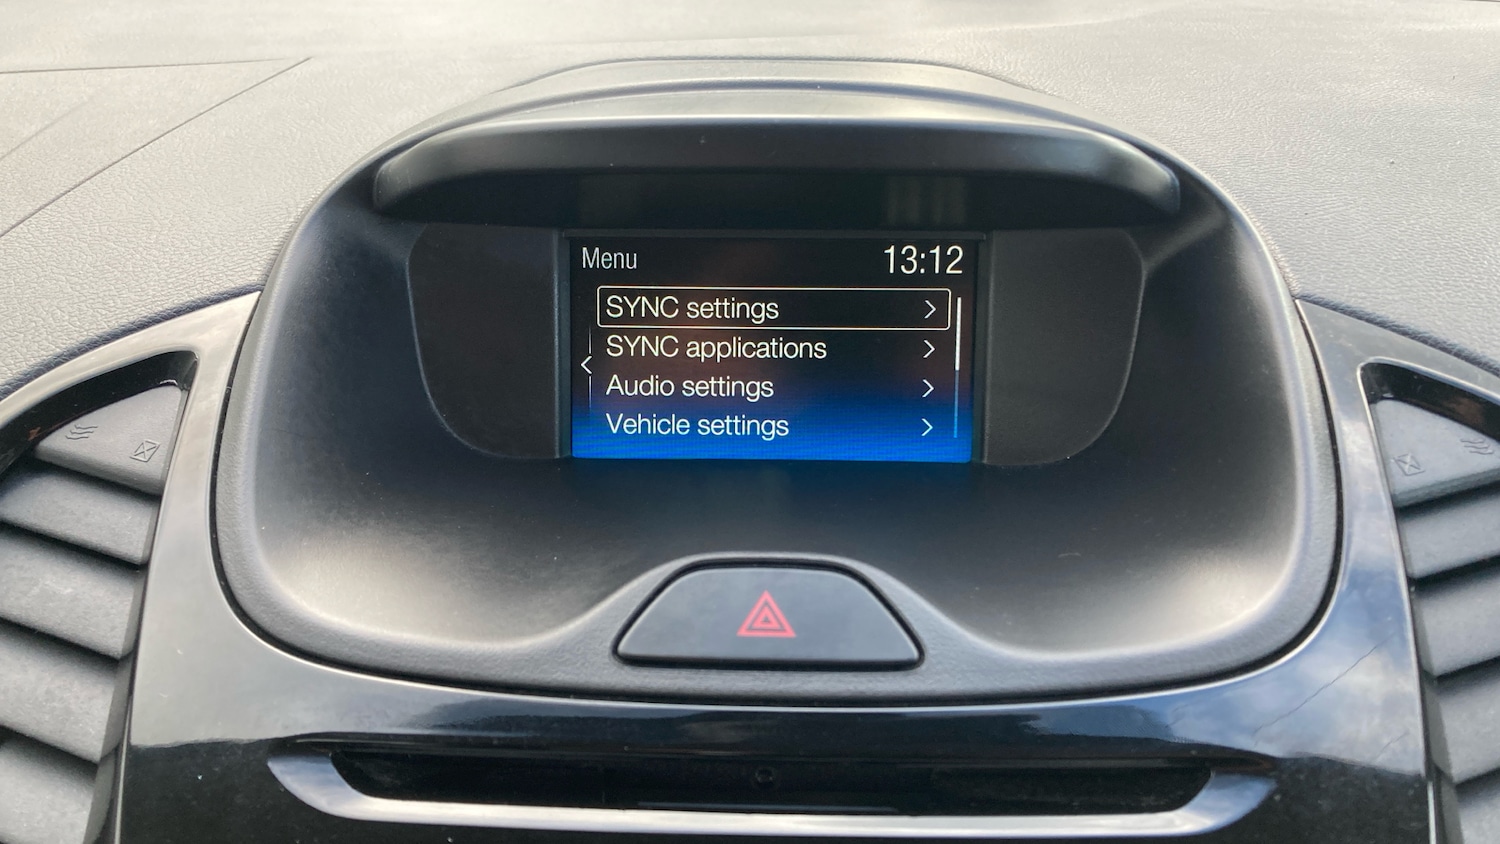 Menu 13:12
SYNC settings
SYNC applications
Audio settings
Vehicle settings